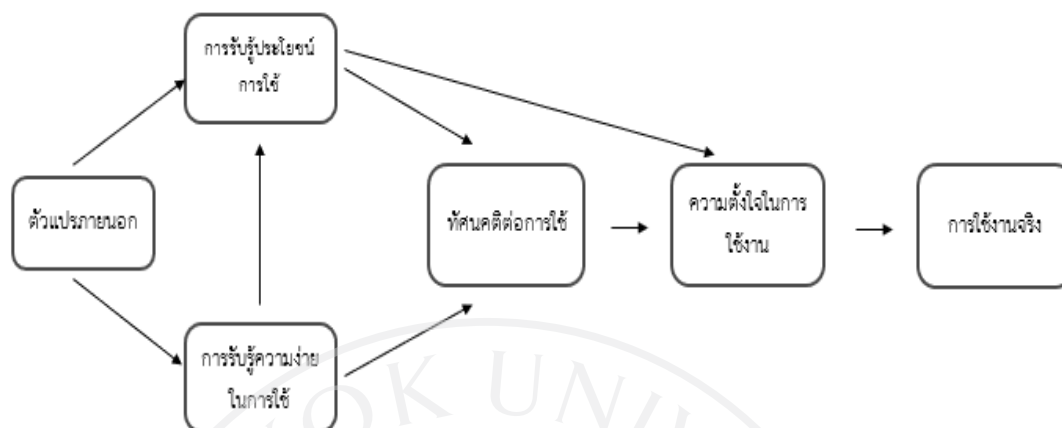 การรับรู้ประโยชน์
การใช้
ตัวแปรภายนอก
ทัศนคติต่อการใช้
ความตั้งใจในการ
ใช้งาน
การใช้งานจริง
การรับรู้ความง่าย
ในการใช้
OK UNIV